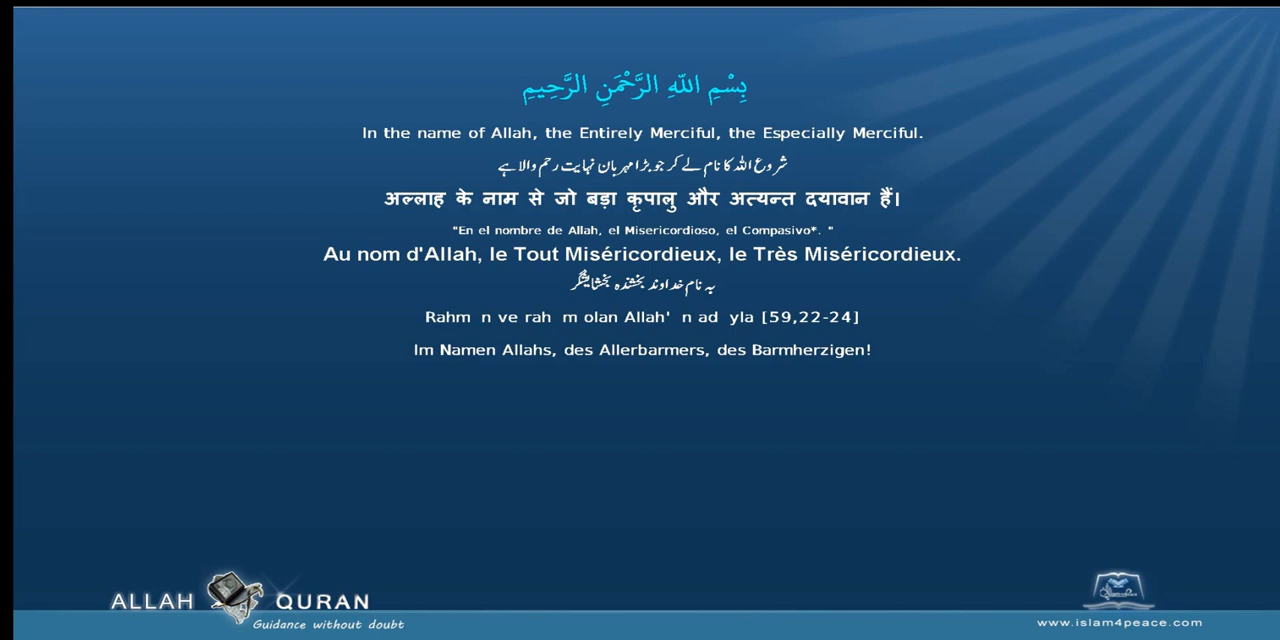 بِسْمِ اللّهِ الرَّحْمَنِ الرَّحِيمِ
In the name of Allah, the Entirely Merciful, the Especially Merciful.
شروع اللہ کا نام لے کر جو بڑا مہربان نہایت رحم والا ہے
अल्लाह के नाम से जो बड़ा कृपालु और अत्यन्त दयावान हैं।
"En el nombre de Allah, el Misericordioso, el Compasivo*. "
Au nom d'Allah, le Tout Miséricordieux, le Très Miséricordieux.
به نام خداوند بخشنده بخشایشگر
Rahm n ve rah m olan Allah' n ad yla [59,22-24]
Im Namen Allahs, des Allerbarmers, des Barmherzigen!
ALLAH QURAN
Guidance without doubt
www.islam4peace.com